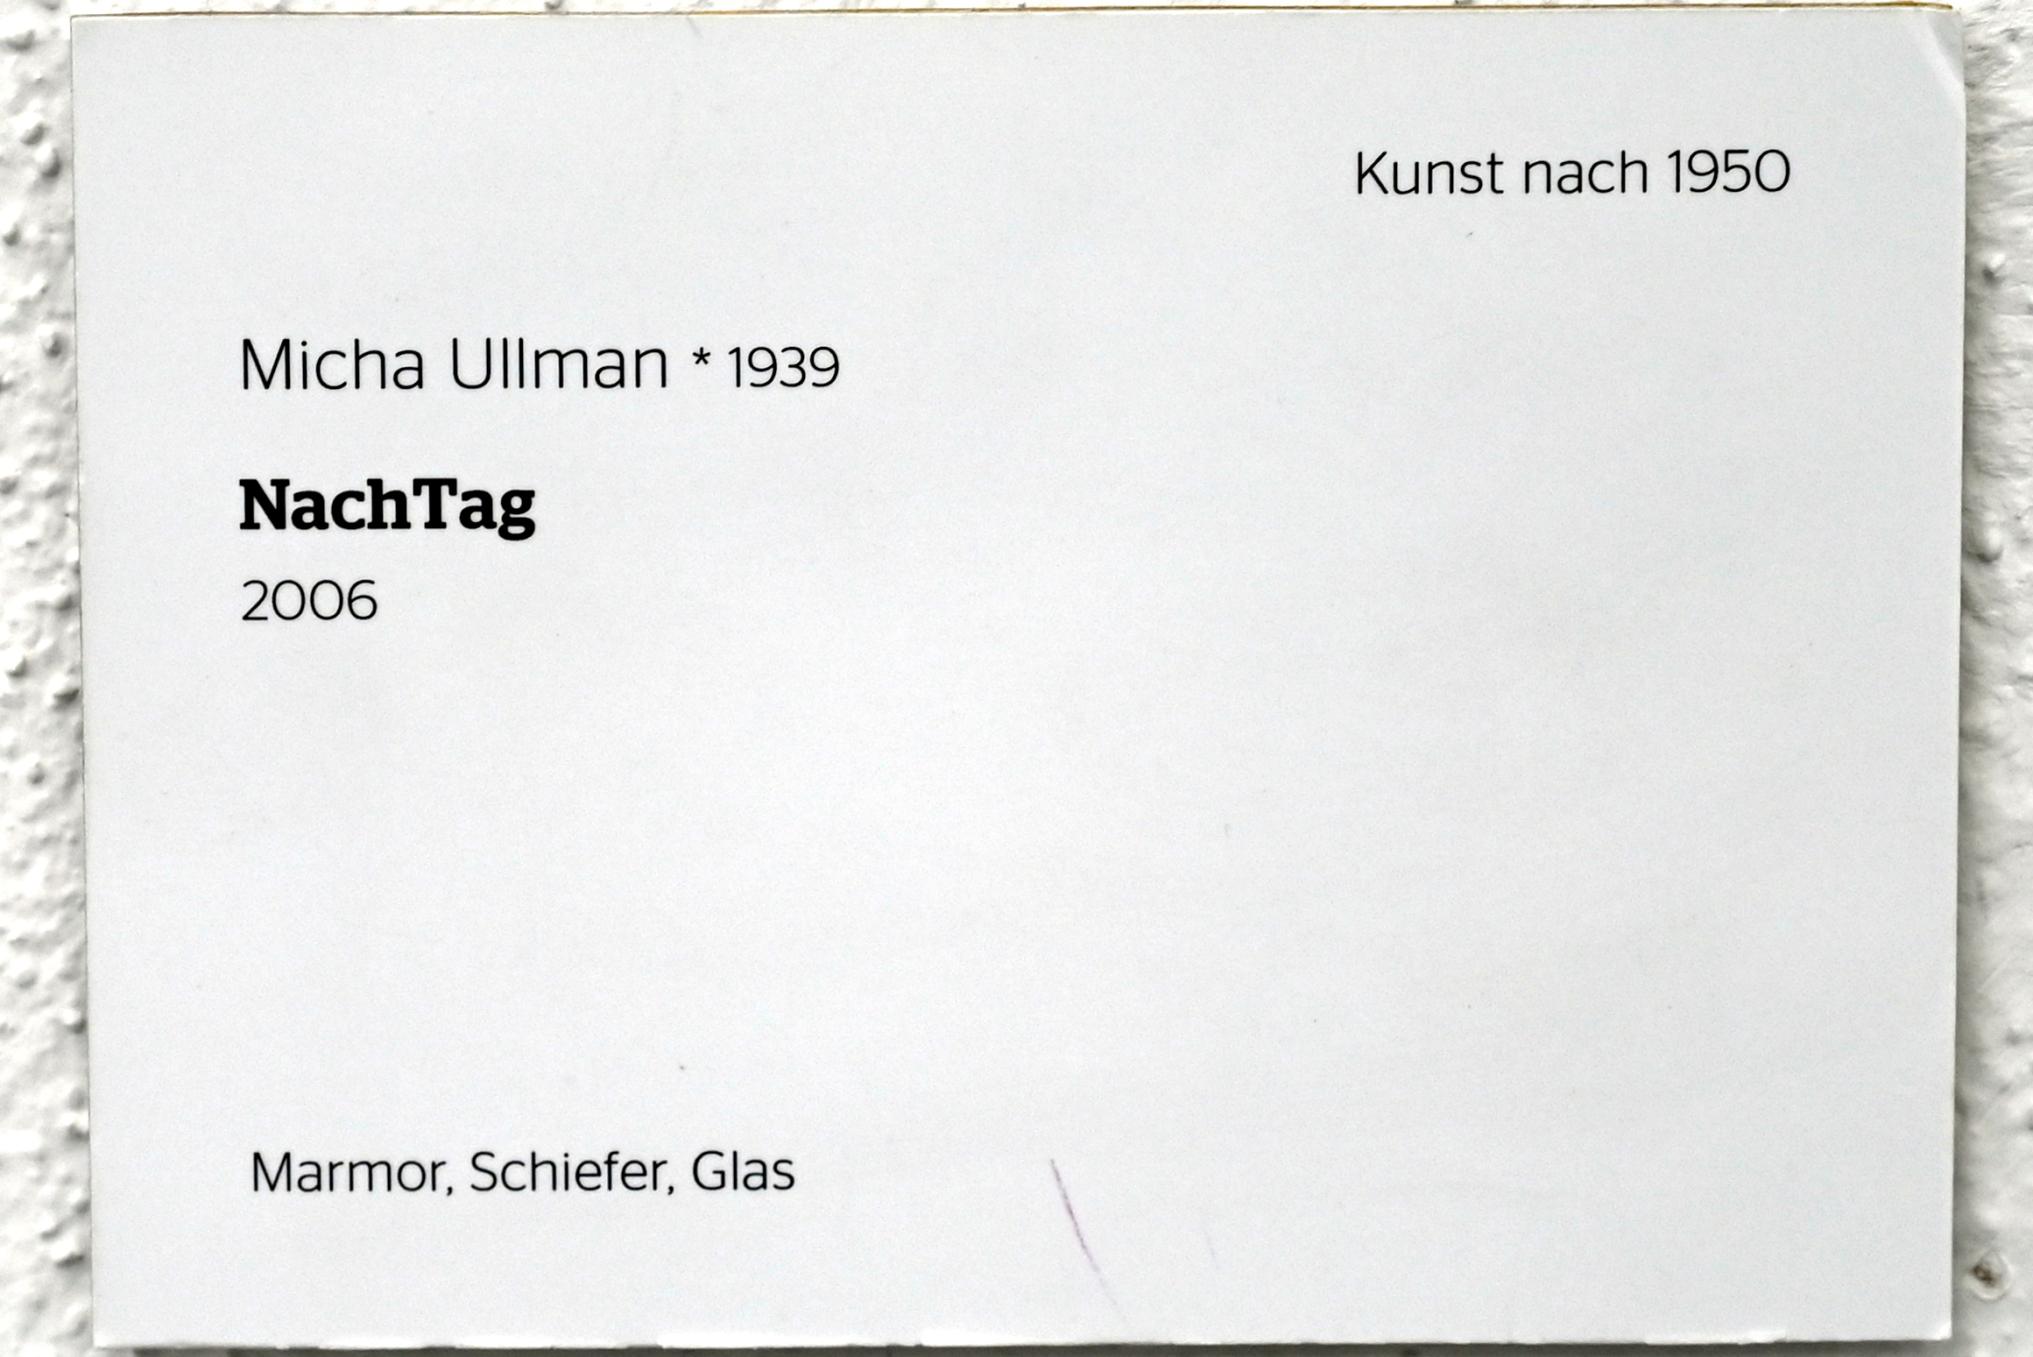 Kunst nach 1950
Micha Ullman * 1939
NachTag
2006
Marmor, Schiefer, Glas